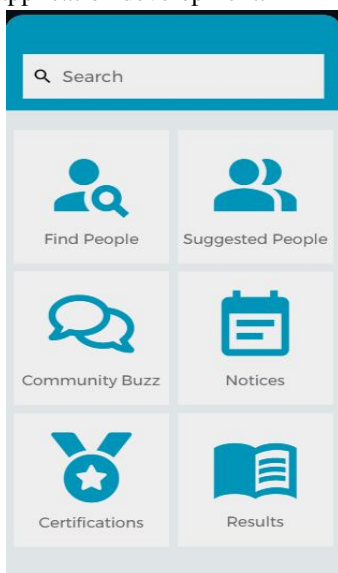 Search
Find People
Suggested People
Community Buzz
Notices
Certifications
Results